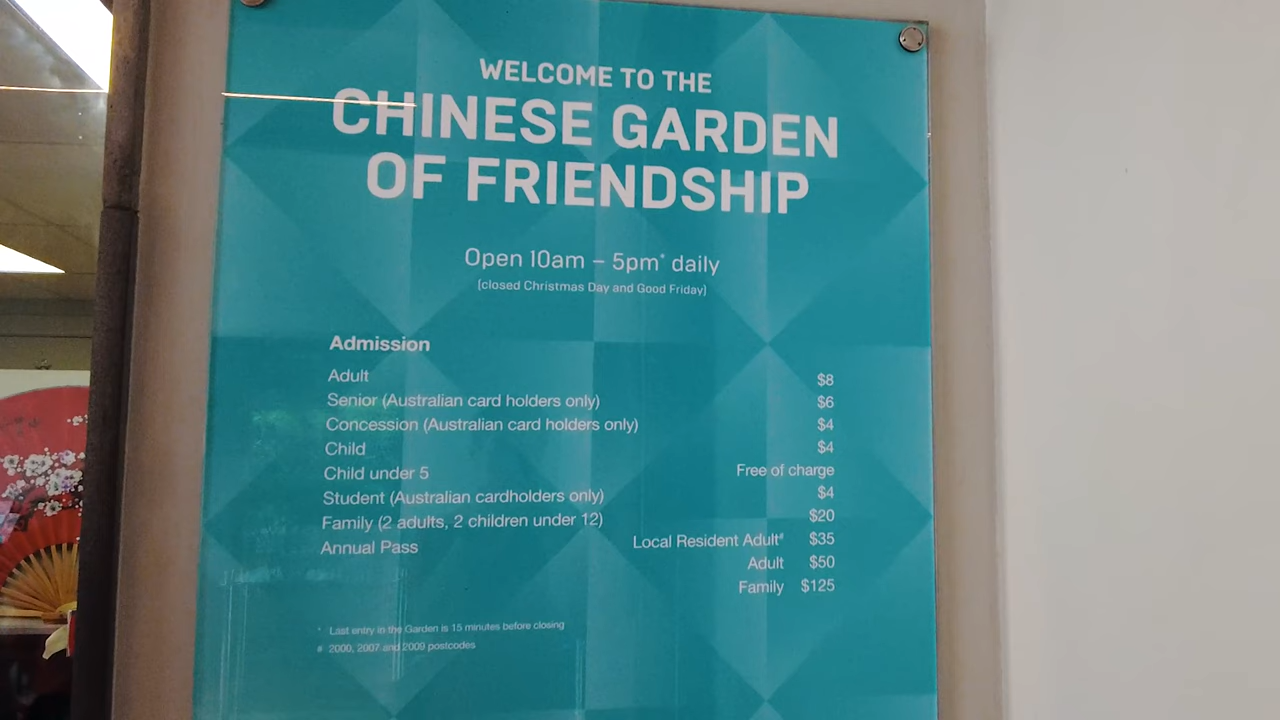 WELCOME TO THE
CHINESE GARDEN
OF FRIENDSHIP
Open 10am – 5pm* daily
(closed Christmas Day and Good Friday)
Admission
Adult $8
Senior (Australian card holders only) $6
Concession (Australian card holders only) $4
Child $4
Child under 5 Free of charge
Student (Australian cardholders only) $4
Family (2 adults, 2 children under 12) $20
Annual Pass Local Resident Adult# $35
Adult $50
Family $125
* Last entry in the Garden is 15 minutes before closing
# 2000, 2007 and 2009 postcodes